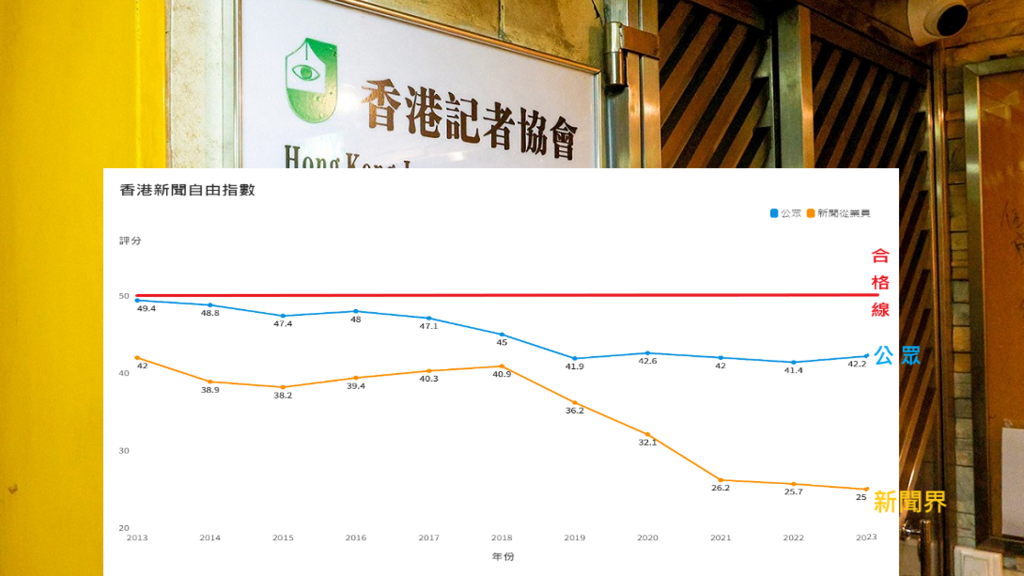 香港記者協會
Hong Kong J
香港新聞自由指數
公眾 新聞從業員
評分
合格線
50
49.4 48.8 47.4 48 47.1 45 41.9 42.6 42 41.4 42.2
公眾
40
42 38.9 38.2 39.4 40.3 40.9 36.2 32.1 26.2 25.7 25
新聞界
30
20
2013 2014 2015 2016 2017 2018 2019 2020 2021 2022 2023
年份